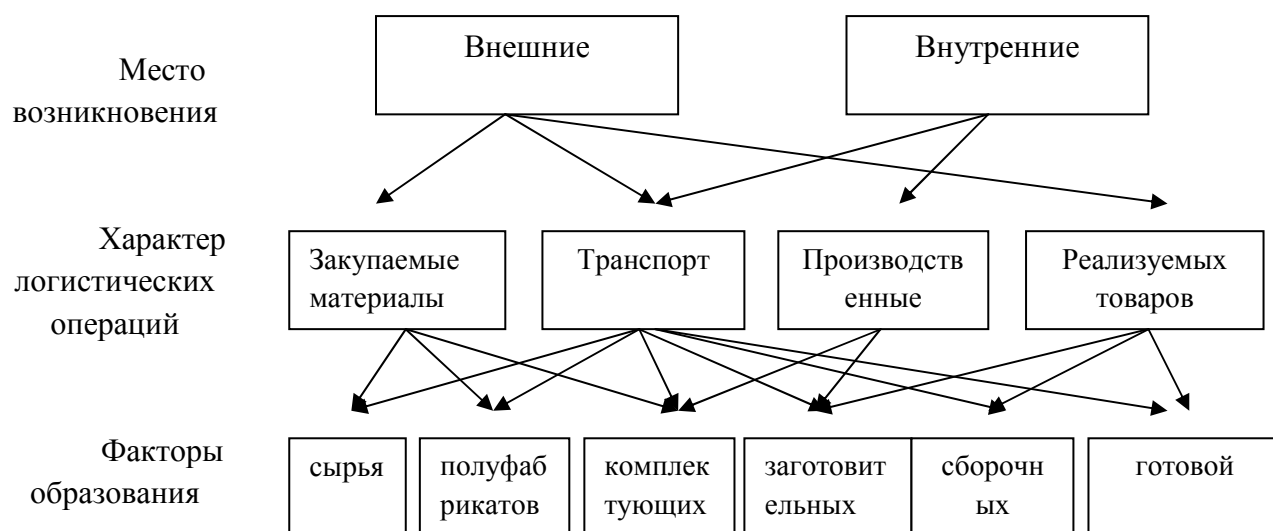 Внешние
Внутренние
Место
возникновения
Характер
логистических
операций
Закупаемые
материалы
Транспорт
Производств
енные
Реализуемых
товаров
Факторы
образования
сырья
полуфаб
рикатов
комплек
тующих
заготовит
ельных
сборочн
ых
готовой